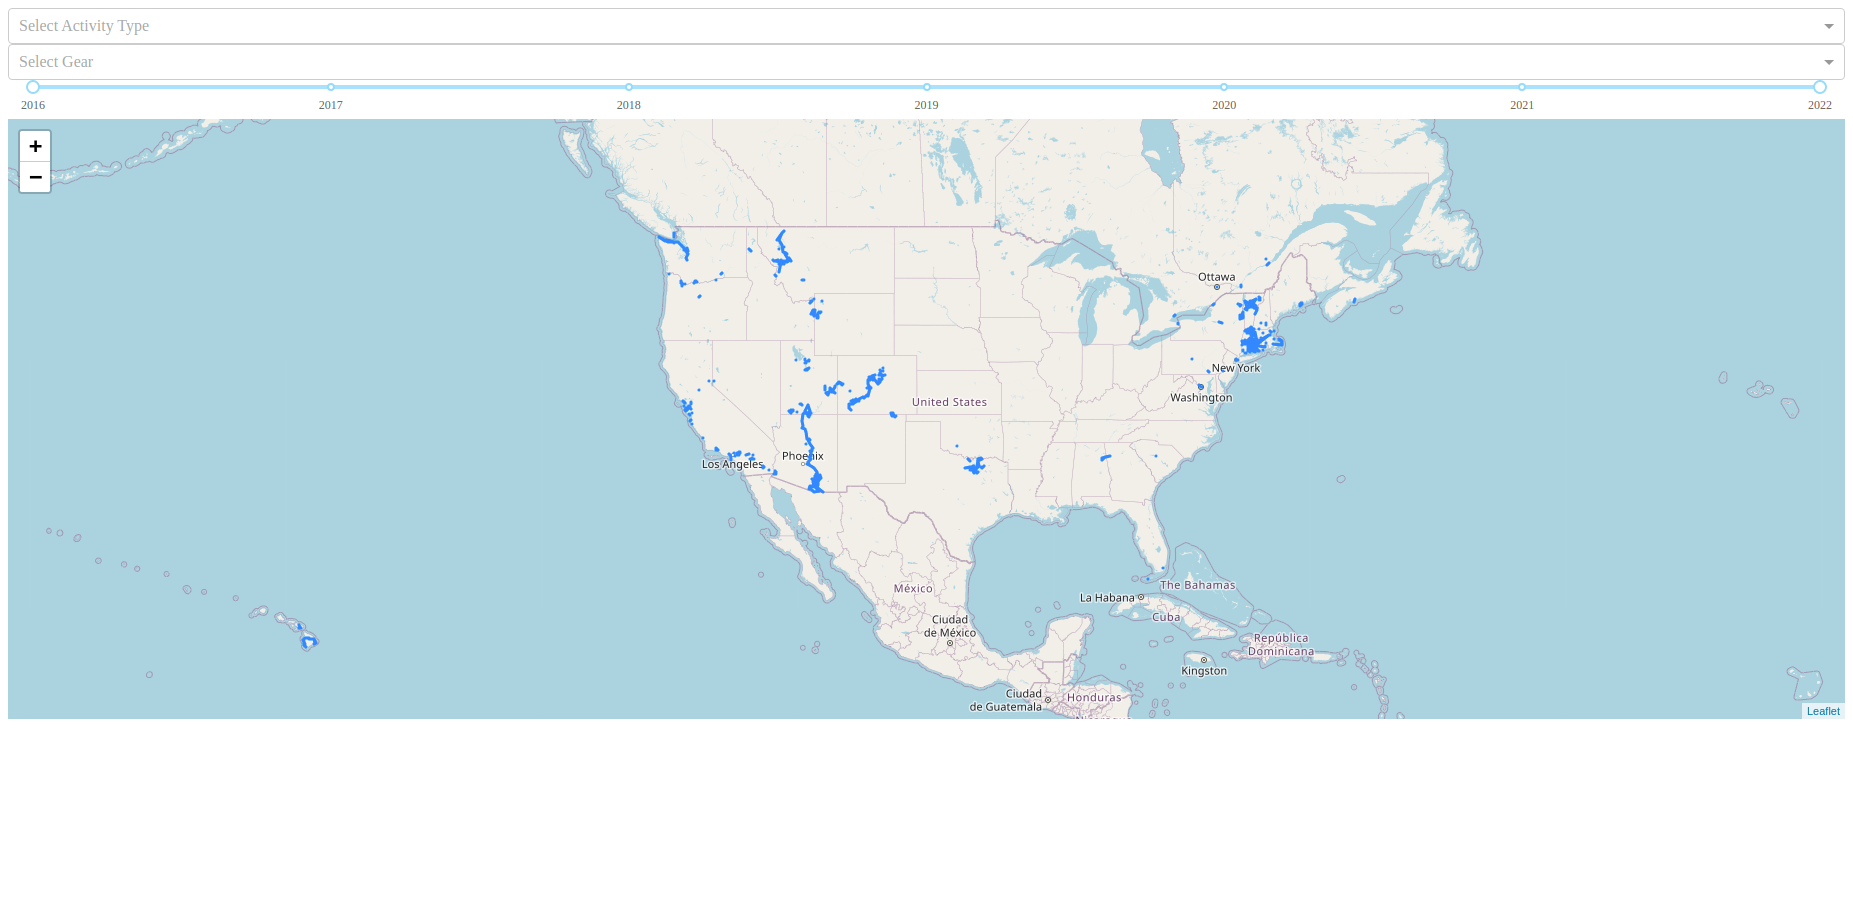 Select Activity Type
Select Gear
2016
2017
2018
2019
2020
2021
2022
+
−
Ottawa
New York
Washington
United States
Phoenix
Los Angeles
México
Ciudad
de México
La Habana
The Bahamas
Cuba
República
Dominicana
Kingston
Ciudad
de Guatemala
Honduras
Leaflet